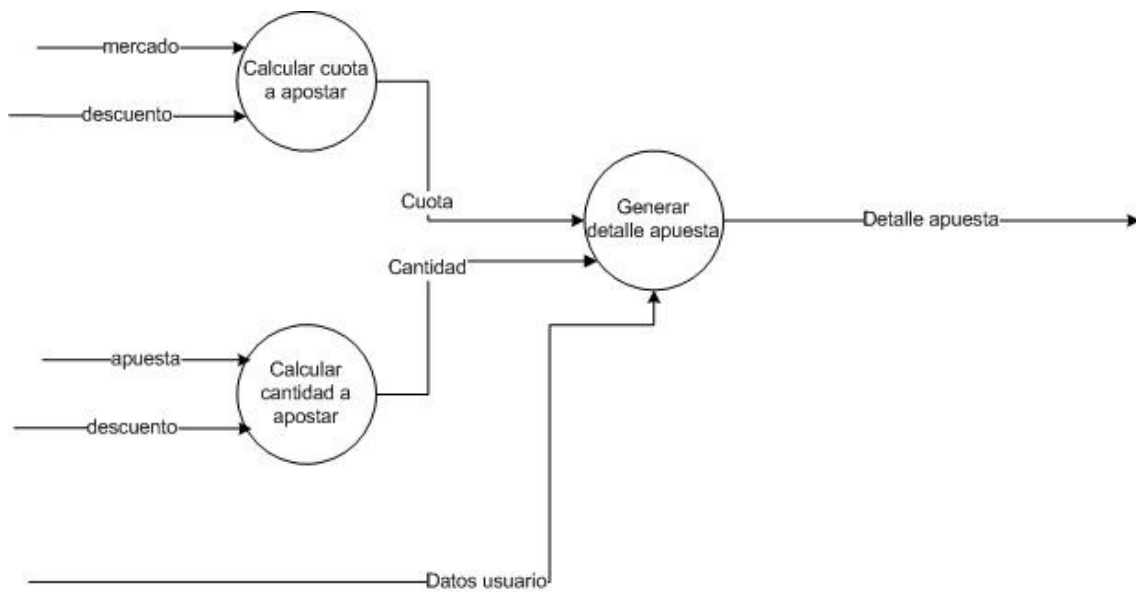 mercado
Calcular cuota
a apostar
descuento
Cuota
Generar
detalle apuesta
Detalle apuesta
Cantidad
apuesta
Calcular
cantidad a
apostar
descuento
Datos usuario